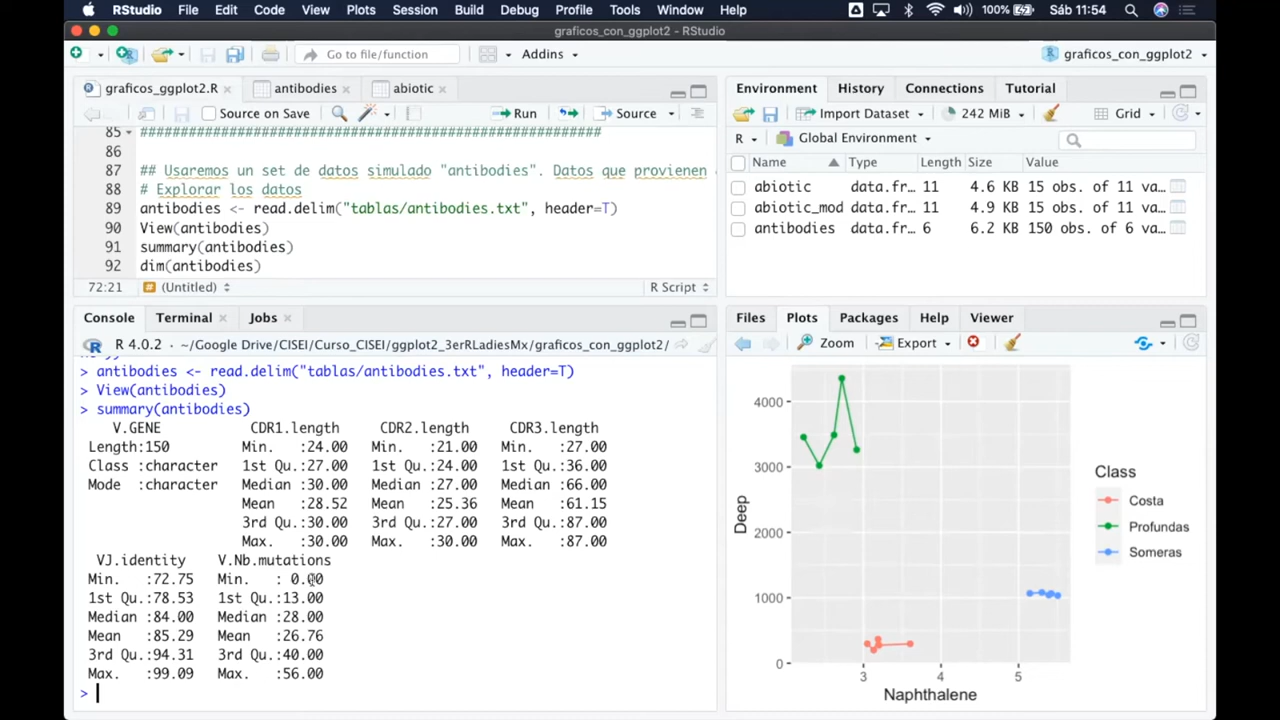 RStudio File Edit Code View Plots Session Build Debug Profile Tools Window Help 100% Sáb 11:54
graficos_con_ggplot2 - RStudio
Go to file/function Addins graficos_con_ggplot2
graficos_ggplot2.R antibodies abiotic
Source on Save Run Source
85 #########################################################
86
87 ## Usaremos un set de datos simulado "antibodies". Datos que provienen
88 # Explorar los datos
89 antibodies <- read.delim("tablas/antibodies.txt", header=T)
90 View(antibodies)
91 summary(antibodies)
92 dim(antibodies)
72:21 (Untitled) R Script
Environment History Connections Tutorial
Import Dataset 242 MiB Grid
R Global Environment
Name Type Length Size Value
abiotic data.fr… 11 4.6 KB 15 obs. of 11 va…
abiotic_mod data.fr… 11 4.9 KB 15 obs. of 11 va…
antibodies data.fr… 6 6.2 KB 150 obs. of 6 va…
Console Terminal Jobs
R 4.0.2 · ~/Google Drive/CISEI/Curso_CISEI/ggplot2_3erRLadiesMx/graficos_con_ggplot2/
> antibodies <- read.delim("tablas/antibodies.txt", header=T)
> View(antibodies)
> summary(antibodies)
V.GENE CDR1.length CDR2.length CDR3.length
Length:150 Min. :24.00 Min. :21.00 Min. :27.00
Class :character 1st Qu.:27.00 1st Qu.:24.00 1st Qu.:36.00
Mode :character Median :30.00 Median :27.00 Median :66.00
Mean :28.52 Mean :25.36 Mean :61.15
3rd Qu.:30.00 3rd Qu.:27.00 3rd Qu.:87.00
Max. :30.00 Max. :30.00 Max. :87.00
VJ.identity V.Nb.mutations
Min. :72.75 Min. : 0.00
1st Qu.:78.53 1st Qu.:13.00
Median :84.00 Median :28.00
Mean :85.29 Mean :26.76
3rd Qu.:94.31 3rd Qu.:40.00
Max. :99.09 Max. :56.00
>
Files Plots Packages Help Viewer
Zoom Export
4000
3000
2000
1000
0
Deep
3 4 5
Naphthalene
Class
Costa
Profundas
Someras